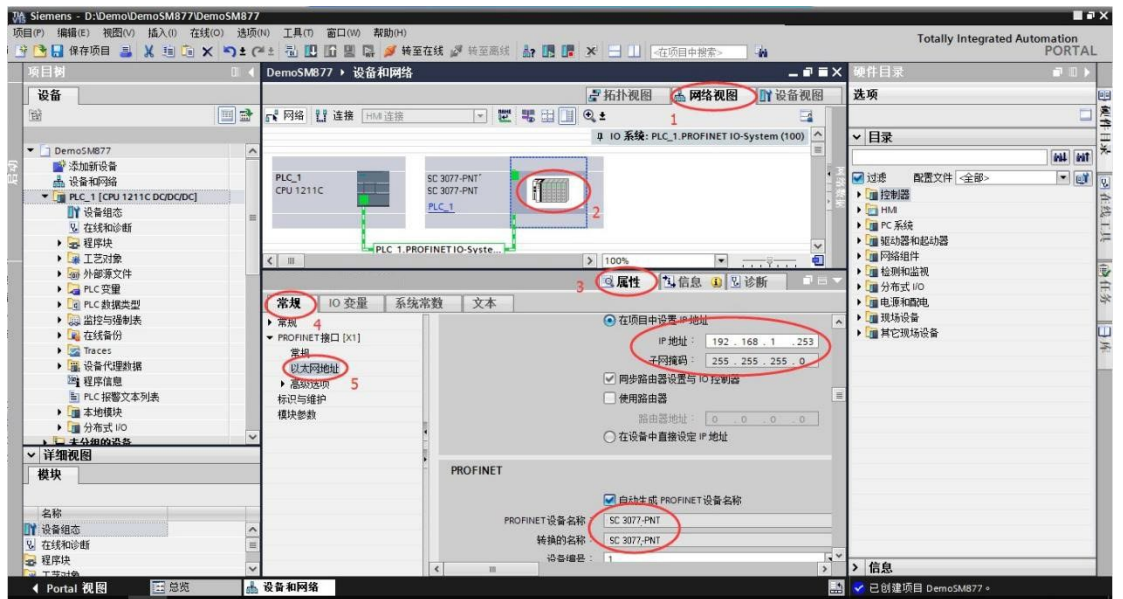 Siemens - D:\Demo\DemoSM877\DemoSM877
项目(P) 编辑(E) 视图(V) 插入(I) 在线(O) 选项(N) 工具(T) 窗口(W) 帮助(H)
Totally Integrated Automation
PORTAL
保存项目 转至在线 转至离线 <在项目中搜索>
项目树
DemoSM877 设备和网络
硬件目录
设备
拓扑视图 网络视图 设备视图
选项
1
网络 连接 HMI 连接
IO 系统: PLC_1.PROFINET IO-System (100)
目录
DemoSM877
添加新设备
设备和网络
PLC_1 [CPU 1211C DC/DC/DC]
设备组态
在线和诊断
程序块
工艺对象
外部源文件
PLC 变量
PLC 数据类型
监控与强制表
在线备份
Traces
设备代理数据
程序信息
PLC 报警文本列表
本地模块
分布式 I/O
未分组的设备
详细视图
模块
名称
设备组态
在线和诊断
程序块
工艺对象
PLC_1
CPU 1211C
SC 3077-PNT
SC 3077-PNT
PLC_1
2
PLC_1.PROFINET IO-Syste...
100%
3
属性 信息 诊断
常规 IO 变量 系统常数 文本
4
常规
PROFINET接口 [X1]
常规
以太网地址
5
高级选项
标识与维护
模块参数
在项目中设置 IP 地址
IP 地址: 192 . 168 . 1 . 253
子网掩码: 255 . 255 . 255 . 0
同步路由器设置与 IO 控制器
使用路由器
路由器地址: 0 . 0 . 0 . 0
在设备中直接设定 IP 地址
PROFINET
自动生成 PROFINET 设备名称
PROFINET 设备名称: SC 3077-PNT
转换的名称: SC 3077-PNT
设备编号: 1
过滤 配置文件 <全部>
控制器
HMI
PC 系统
驱动器和起动器
网络组件
检测和监视
分布式 I/O
电源和配电
现场设备
其它现场设备
信息
硬件目录
在线工具
任务
库
Portal 视图 总览 设备和网络
已创建项目 DemoSM877。